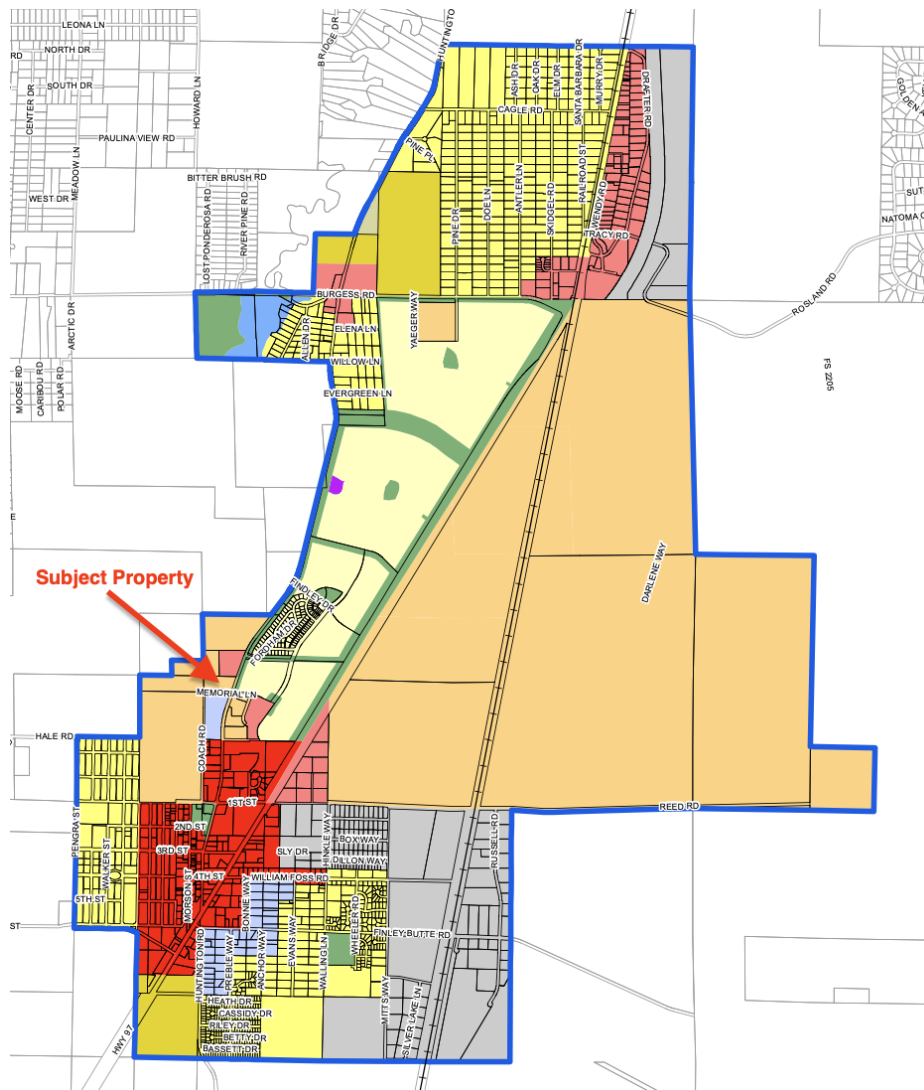 LEONA LN
RD
NORTH DR
SOUTH DR
CENTER DR
MEADOW LN
HOWARD LN
BRIDGE DR
HUNTINGTO
PAULINA VIEW RD
WEST DR
BITTER BRUSH RD
LOST PONDEROSA RD
RIVER PINE RD
ARCTIC DR
ASH DR
OAK DR
ELM DR
SANTA BARBARA DR
MURRY DR
DRAFTER RD
CAGLE RD
PINE PL
PINE DR
DOE LN
ANTLER LN
SKIDGEL RD
RAIL ROAD ST
WENDY RD
TRACY RD
NATOMA
ROSLAND RD
FS 2205
BURGESS RD
ALLEN DR
ELENA LN
YAEGER WAY
WILLOW LN
EVERGREEN LN
MOOSE RD
CARIBOU RD
POLAR RD
E
Subject Property
FINDLEY DR
FORDHAM DR
DARLENE WAY
MEMORIAL LN
HALE RD
COACH RD
1ST ST
REED RD
2ND ST
3RD ST
4TH ST
5TH ST
ST
PENGRA ST
WALKER ST
MORSON ST
SLY DR
HINKLE WAY
BOX WAY
DILLON WAY
WILLIAM FOSS RD
RUSSELL RD
BONNIE WAY
WHEELER RD
FINLEY BUTTE RD
HUNTINGTON RD
PREBLE WAY
ANCHOR WAY
EVANS WAY
WALLING LN
MITTS WAY
SILVER LAKE LN
HEATH DR
CASSIDY DR
RILEY DR
BETTY DR
BASSETT DR
HWY 97